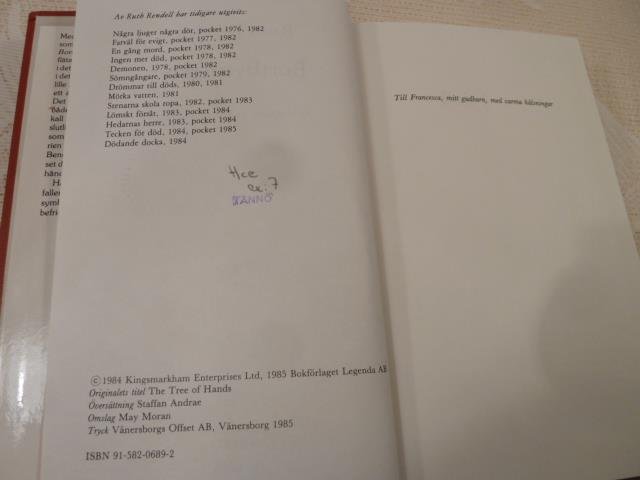 Av Ruth Rendell har tidigare utgivits:
Några ljuger några dör, pocket 1976, 1982
Farväl för evigt, pocket 1977, 1982
En gång mord, pocket 1978, 1982
Ingen mer död, 1978, 1982
Demonen, 1978, pocket 1982
Sömngångare, pocket 1979, 1982
Drömmar till döds, 1980, 1981
Mörka vatten, 1981
Stenarna skola ropa, 1982, pocket 1983
Lömskt försåt, 1983, pocket 1984
Hedarnas herre, 1983, pocket 1984
Tecken för död, 1984, pocket 1985
Dödande docka, 1984
Hce
ex. 7
TÄNNÖ
©1984 Kingsmarkham Enterprises Ltd, 1985 Bokförlaget Legenda AB
Originalets titel The Tree of Hands
Översättning Staffan Andrae
Omslag May Moran
Tryck Vänersborgs Offset AB, Vänersborg 1985
ISBN 91-582-0689-2
Till Francesca, mitt gudbarn, med varma hälsningar